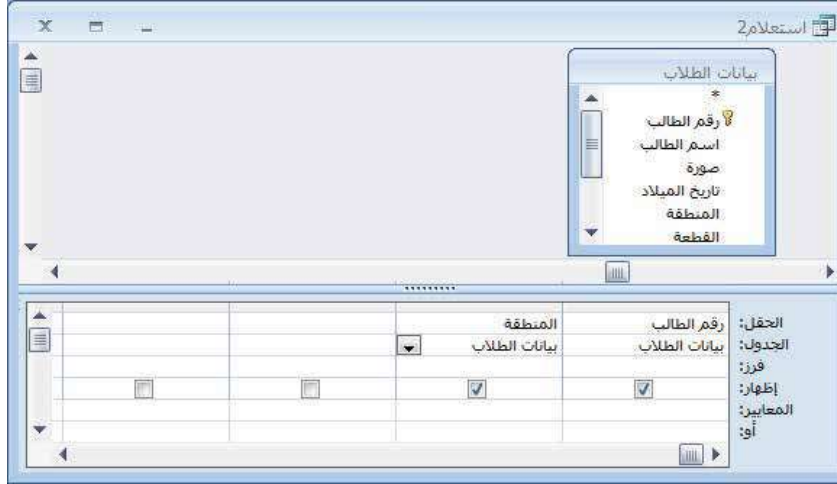 استعلام2
بيانات الطلاب
*
رقم الطالب
اسم الطالب
صورة
تاريخ الميلاد
المنطقة
القطعة
الحقل: رقم الطالب المنطقة
الجدول: بيانات الطلاب بيانات الطلاب
فرز:
إظهار:
المعايير:
أو: